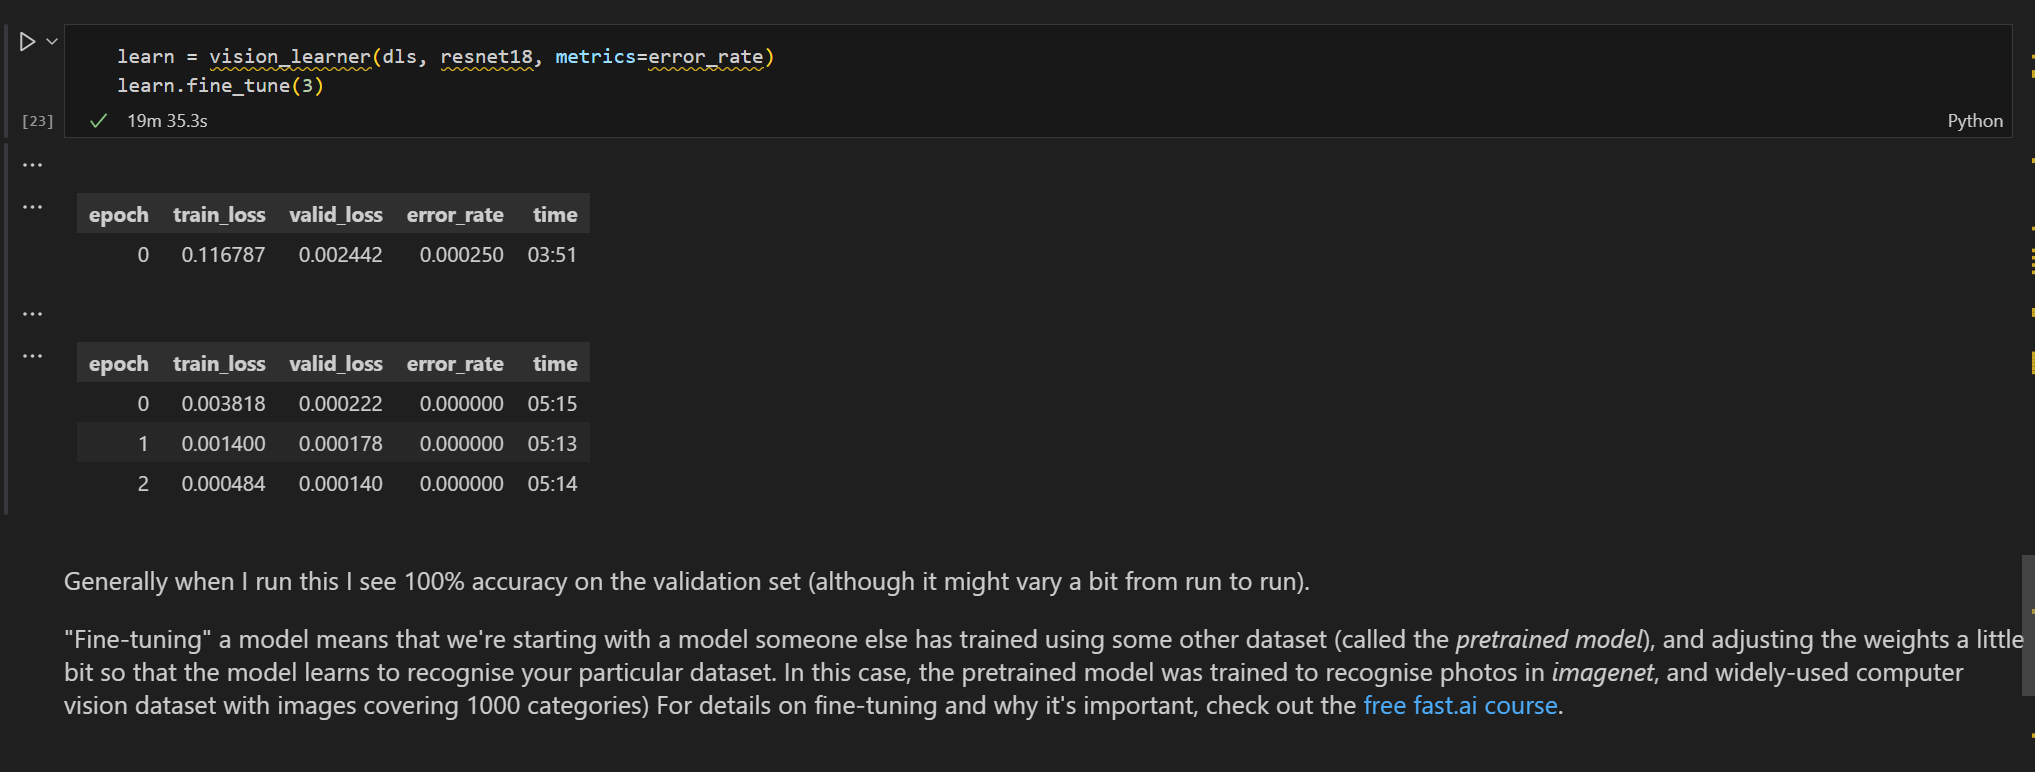 learn = vision_learner(dls, resnet18, metrics=error_rate)
learn.fine_tune(3)
[23]
19m 35.3s
Python
...
...
epoch train_loss valid_loss error_rate time
0 0.116787 0.002442 0.000250 03:51
...
...
epoch train_loss valid_loss error_rate time
0 0.003818 0.000222 0.000000 05:15
1 0.001400 0.000178 0.000000 05:13
2 0.000484 0.000140 0.000000 05:14
Generally when I run this I see 100% accuracy on the validation set (although it might vary a bit from run to run).
"Fine-tuning" a model means that we're starting with a model someone else has trained using some other dataset (called the pretrained model), and adjusting the weights a little
bit so that the model learns to recognise your particular dataset. In this case, the pretrained model was trained to recognise photos in imagenet, and widely-used computer
vision dataset with images covering 1000 categories) For details on fine-tuning and why it's important, check out the free fast.ai course.